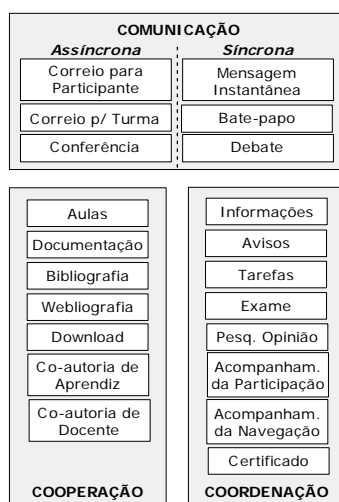 COMUNICAÇÃO
Assíncrona
Síncrona
Correio para
Participante
Mensagem
Instantânea
Correio p/ Turma
Bate-papo
Conferência
Debate
Aulas
Documentação
Bibliografia
Webliografia
Download
Co-autoria de
Aprendiz
Co-autoria de
Docente
COOPERAÇÃO
Informações
Avisos
Tarefas
Exame
Pesq. Opinião
Acompanham.
da Participação
Acompanham.
da Navegação
Certificado
COORDENAÇÃO